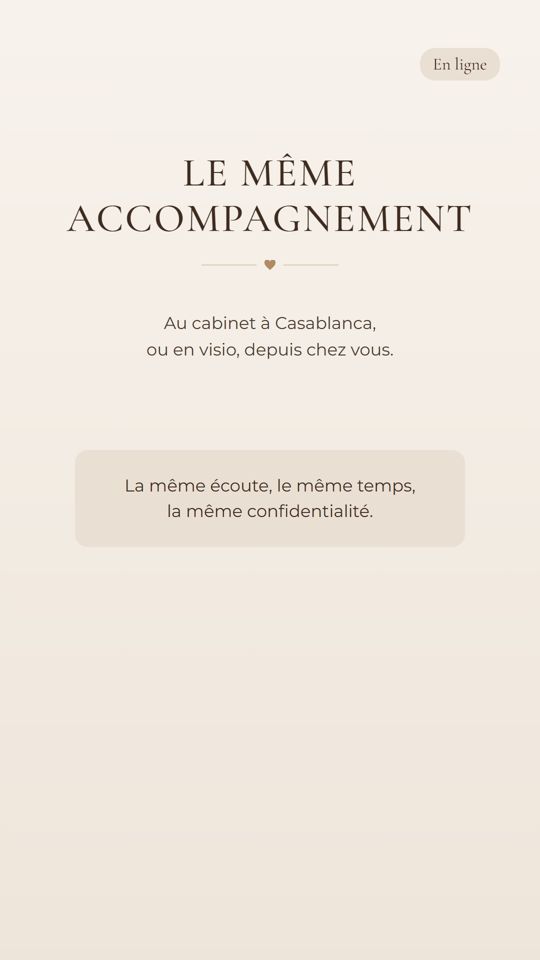 En ligne
LE MÊME
ACCOMPAGNEMENT
Au cabinet à Casablanca,
ou en visio, depuis chez vous.
La même écoute, le même temps,
la même confidentialité.